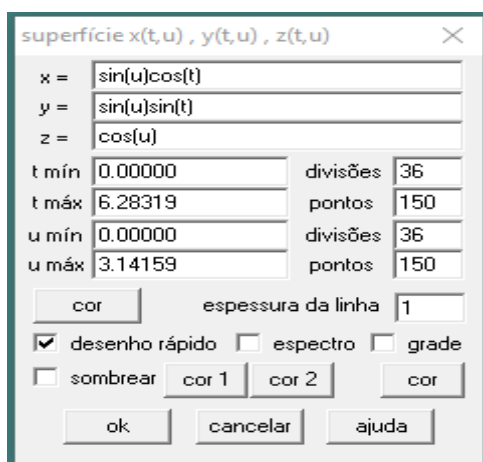 superfície x(t,u) , y(t,u) , z(t,u)
x = sin(u)cos(t)
y = sin(u)sin(t)
z = cos(u)
t mín 0.00000 divisões 36
t máx 6.28319 pontos 150
u mín 0.00000 divisões 36
u máx 3.14159 pontos 150
cor espessura da linha 1
desenho rápido espectro grade
sombrear cor 1 cor 2 cor
ok cancelar ajuda